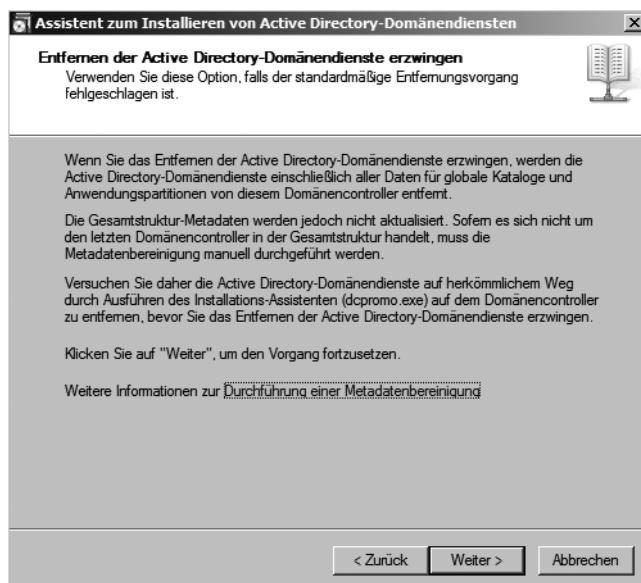 Assistent zum Installieren von Active Directory-Domänendiensten
Entfernen der Active Directory-Domänendienste erzwingen
Verwenden Sie diese Option, falls der standardmäßige Entfernungsvorgang
fehlgeschlagen ist.
Wenn Sie das Entfernen der Active Directory-Domänendienste erzwingen, werden die
Active Directory-Domänendienste einschließlich aller Daten für globale Kataloge und
Anwendungspartitionen von diesem Domänencontroller entfernt.
Die Gesamtstruktur-Metadaten werden jedoch nicht aktualisiert. Sofern es sich nicht um
den letzten Domänencontroller in der Gesamtstruktur handelt, muss die
Metadatenbereinigung manuell durchgeführt werden.
Versuchen Sie daher die Active Directory-Domänendienste auf herkömmlichem Weg
durch Ausführen des Installations-Assistenten (dcpromo.exe) auf dem Domänencontroller
zu entfernen, bevor Sie das Entfernen der Active Directory-Domänendienste erzwingen.
Klicken Sie auf "Weiter", um den Vorgang fortzusetzen.
Weitere Informationen zur Durchführung einer Metadatenbereinigung
< Zurück Weiter > Abbrechen